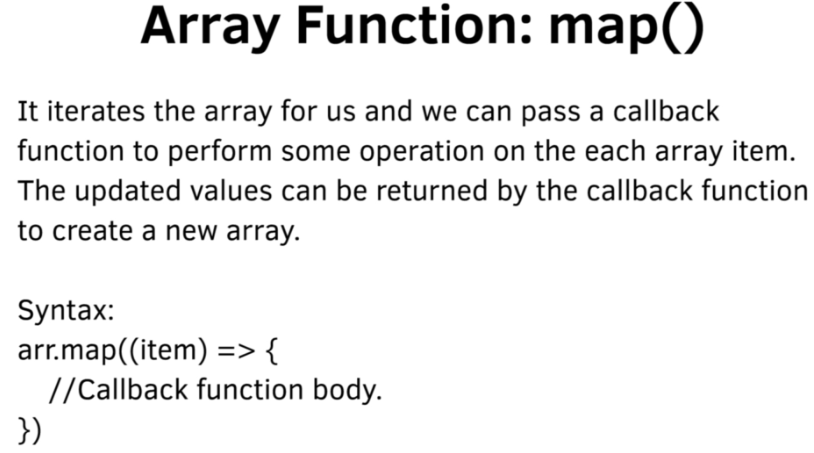 Array Function: map()
It iterates the array for us and we can pass a callback
function to perform some operation on the each array item.
The updated values can be returned by the callback function
to create a new array.
Syntax:
arr.map((item) => {
//Callback function body.
})